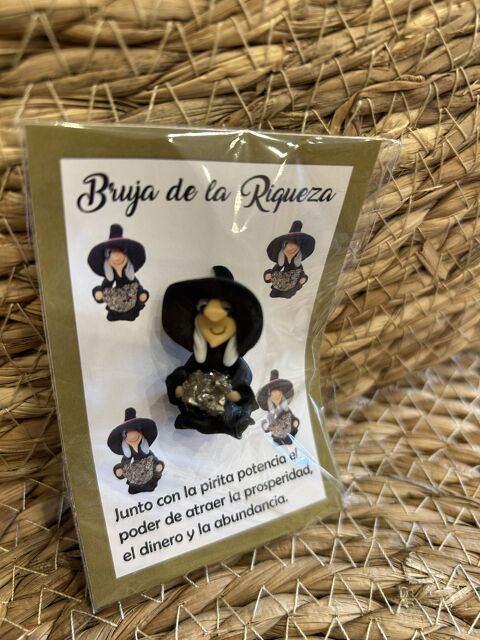 Bruja de la Riqueza
Junto con la pirita potencia el
poder de atraer la prosperidad,
el dinero y la abundancia.